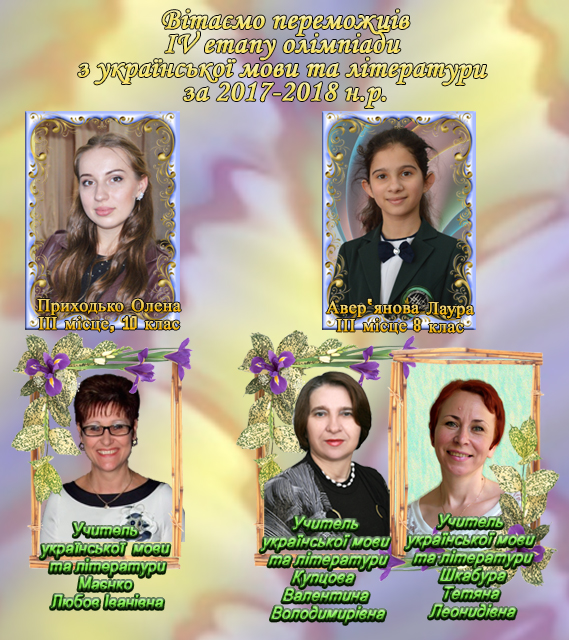 Вітаємо переможців
IV етапу олімпіади
з української мови та літератури
за 2017-2018 н.р.
Приходько Олена
III місце, 10 клас
Авер'янова Лаура
III місце 8 клас
Учитель
української мови
та літератури
Маєнко
Любов Іванівна
Учитель
української мови
та літератури
Купцова
Валентина
Володимирівна
Учитель
української мови
та літератури
Шкабура
Тетяна
Леонидівна